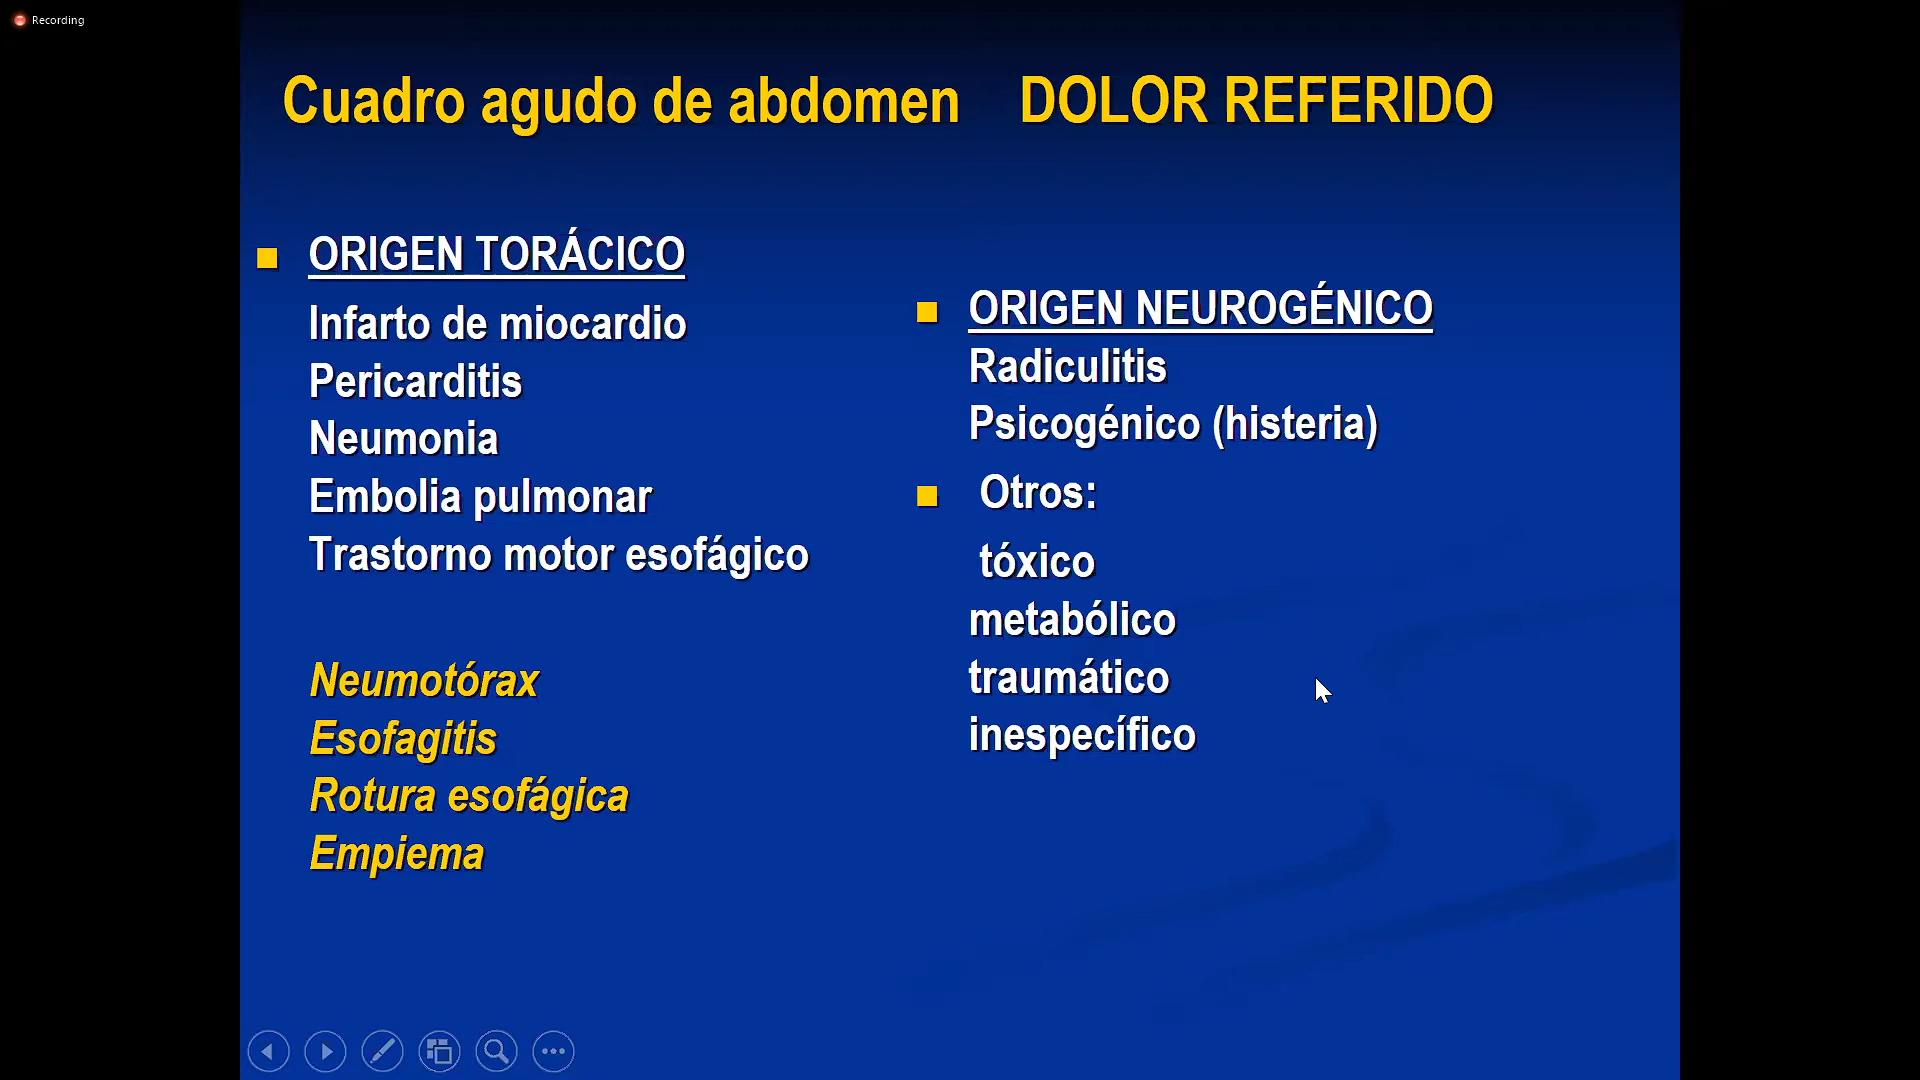 Recording
Cuadro agudo de abdomen DOLOR REFERIDO
ORIGEN TORÁCICO
Infarto de miocardio
Pericarditis
Neumonia
Embolia pulmonar
Trastorno motor esofágico
Neumotórax
Esofagitis
Rotura esofágica
Empiema
ORIGEN NEUROGÉNICO
Radiculitis
Psicogénico (histeria)
Otros:
tóxico
metabólico
traumático
inespecífico